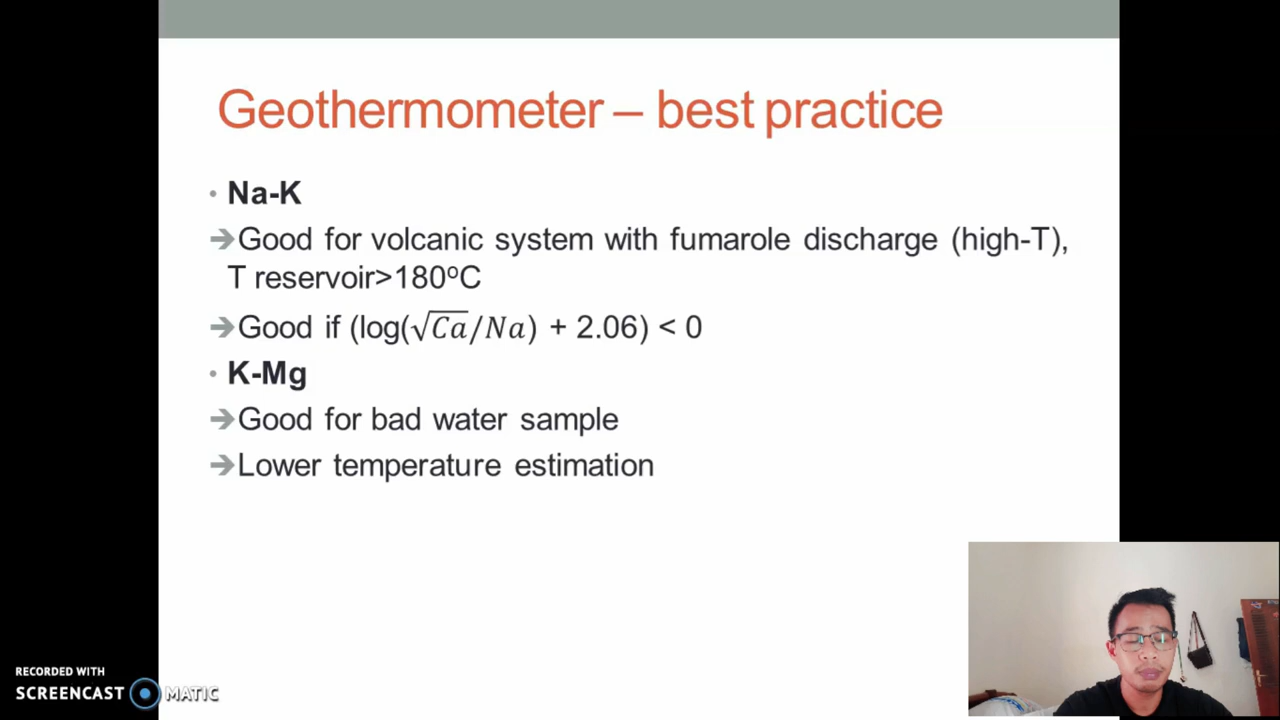 Geothermometer – best practice
• Na-K
➔Good for volcanic system with fumarole discharge (high-T),
T reservoir>180ºC
➔Good if (log(√Ca/Na) + 2.06) < 0
• K-Mg
➔Good for bad water sample
➔Lower temperature estimation
RECORDED WITH
SCREENCAST MATIC